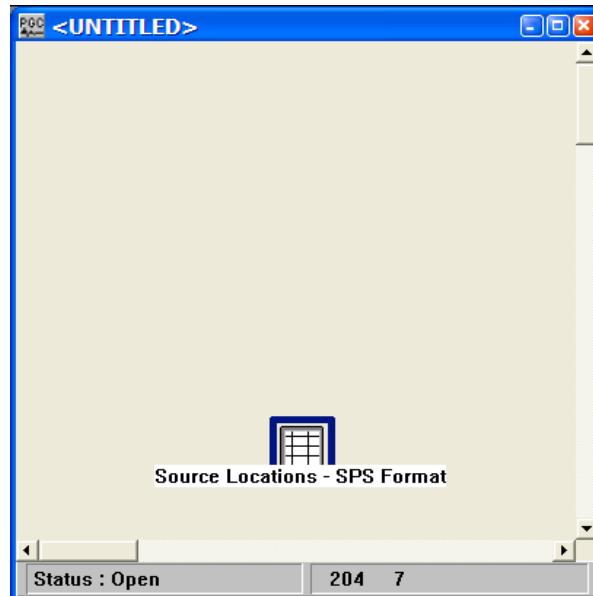 PGC <UNTITLED>
Source Locations - SPS Format
Status : Open 204 7